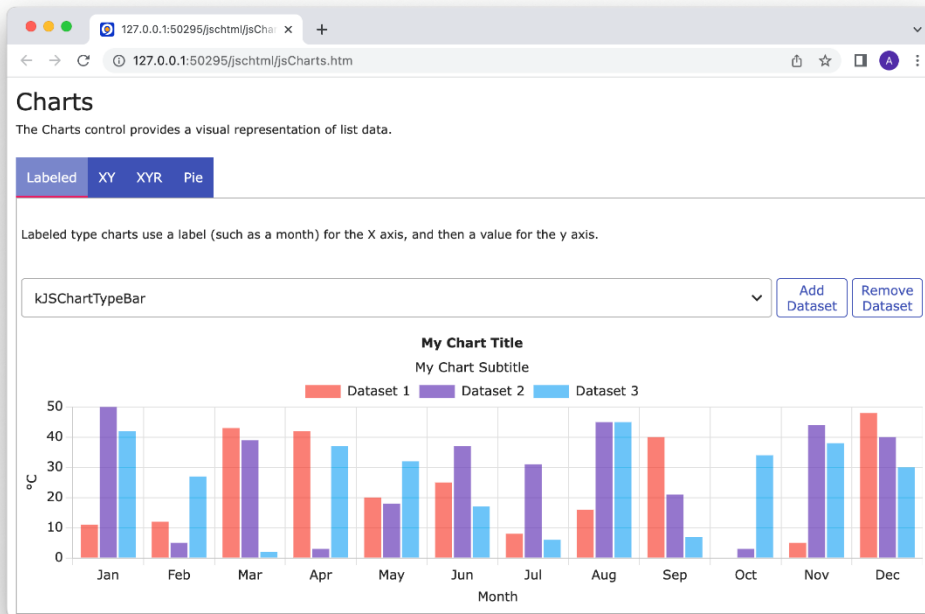 127.0.0.1:50295/jschtml/jsChar
127.0.0.1:50295/jschtml/jsCharts.htm
A
Charts
The Charts control provides a visual representation of list data.
Labeled XY XYR Pie
Labeled type charts use a label (such as a month) for the X axis, and then a value for the y axis.
kJSChartTypeBar
Add
Dataset
Remove
Dataset
My Chart Title
My Chart Subtitle
Dataset 1 Dataset 2 Dataset 3
50
40
30
20
10
0
°C
Jan Feb Mar Apr May Jun Jul Aug Sep Oct Nov Dec
Month